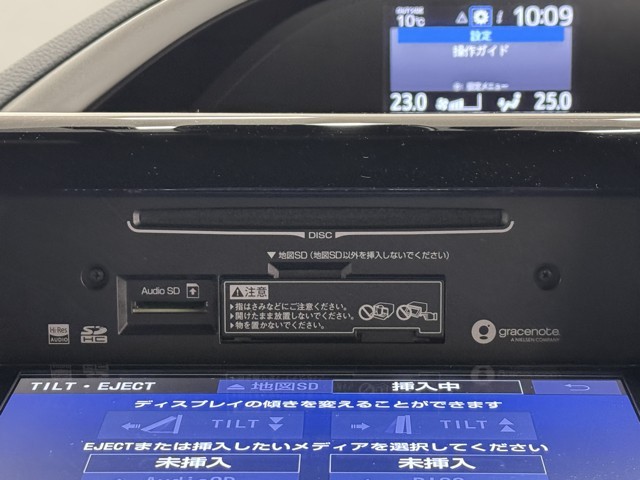 OUTSIDE
10℃
10:09
設定
操作ガイド
設定メニュー
23.0
25.0
DISC
▼地図SD（地図SD以外を挿入しないでください）
Audio SD
⚠注意
▶指はさみなどにご注意ください。
▶開けたまま放置しないでください。
▶物を置かないでください。
Hi-Res
AUDIO
SD
HC
gracenote.
A NIELSEN COMPANY
TILT・EJECT
⏏地図SD
挿入中
ディスプレイの傾きを変えることができます
TILT
TILT
EJECTまたは挿入したいメディアを選択してください
未挿入
未挿入
AudioSD
DISC